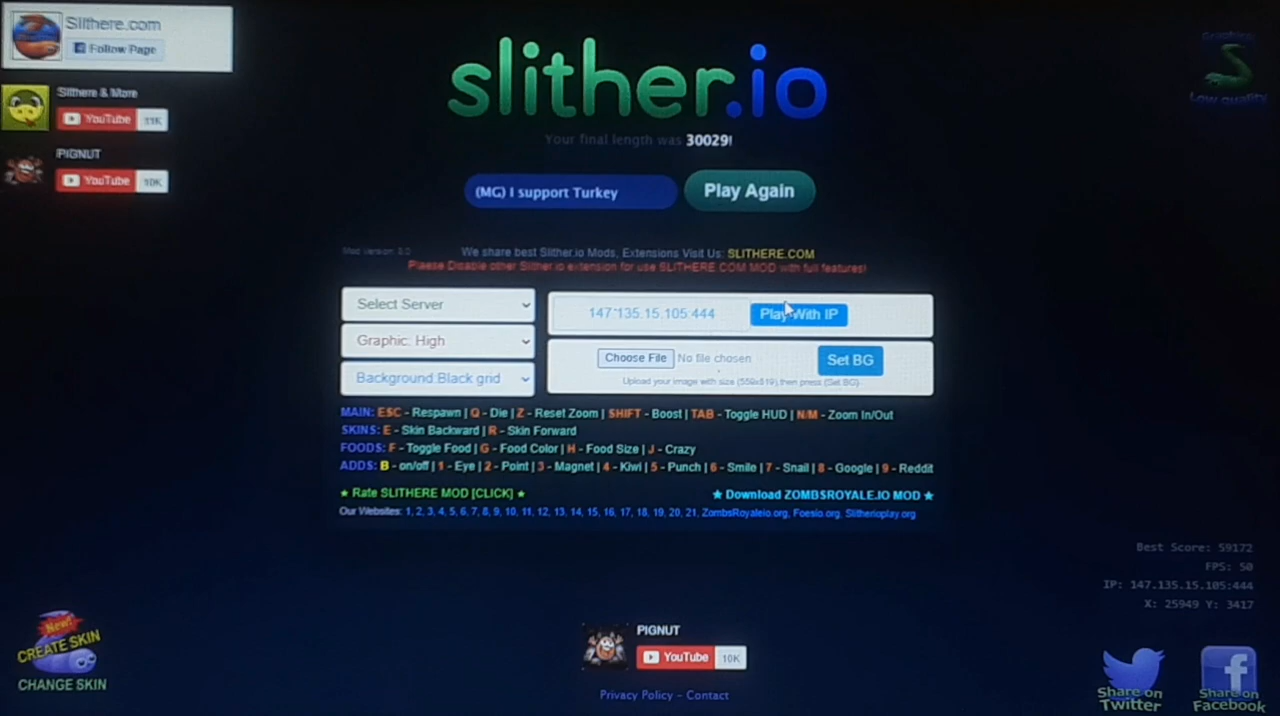 Slithere.com
Follow Page
Slithere & More
YouTube 11K
PIGNUT
YouTube 10K
slither.io
Your final length was 30029!
Graphics
Low quality
(MG) I support Turkey
Play Again
Mod version: 9.0
We share best Slither.io Mods, Extensions Visit Us: SLITHERE.COM
Please Disable other Slither.io extension for use SLITHERE.COM MOD with full features!
Select Server
147.135.15.105:444
Play With IP
Graphic: High
Choose File No file chosen
Set BG
Background Black grid
MAIN: ESC - Respawn | Q - Die | Z - Reset Zoom | SHIFT - Boost | TAB - Toggle HUD | N/M - Zoom In/Out
SKINS: E - Skin Backward | R - Skin Forward
FOODS: F - Toggle Food | G - Food Color | H - Food Size | J - Crazy
ADDS: B - on/off | 1 - Eye | 2 - Point | 3 - Magnet | 4 - Kiwi | 5 - Punch | 6 - Smile | 7 - Snail | 8 - Google | 9 - Reddit
★ Rate SLITHERE MOD [CLICK] ★
★ Download ZOMBSROYALE.IO MOD ★
Our Websites: 1, 2, 3, 4, 5, 6, 7, 8, 9, 10, 11, 12, 13, 14, 15, 16, 17, 18, 19, 20, 21, ZombsRoyaleio.org, Foesio.org, Slitherioplay.org
Best Score: 59172
FPS: 50
IP: 147.135.15.105:444
X: 25949 Y: 3417
New!
CREATE SKIN
CHANGE SKIN
PIGNUT
YouTube 10K
Privacy Policy - Contact
Share on
Twitter
Share on
Facebook